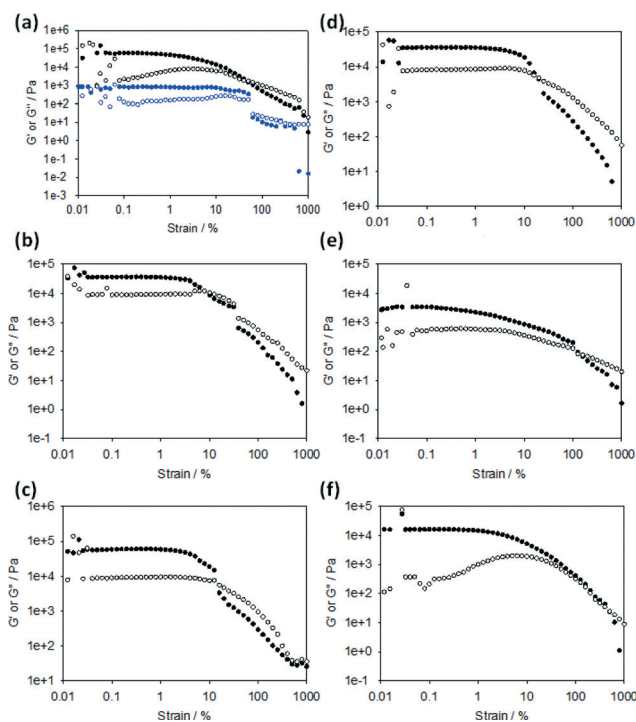 (a)
G' or G'' / Pa
1e+6
1e+5
1e+4
1e+3
1e+2
1e+1
1e+0
1e-1
1e-2
1e-3
0.01 0.1 1 10 100 1000
Strain / %
(b)
G' or G'' / Pa
1e+5
1e+4
1e+3
1e+2
1e+1
1e+0
1e-1
0.01 0.1 1 10 100 1000
Strain / %
(c)
G' or G'' / Pa
1e+6
1e+5
1e+4
1e+3
1e+2
1e+1
0.01 0.1 1 10 100 1000
Strain / %
(d)
G' or G'' / Pa
1e+5
1e+4
1e+3
1e+2
1e+1
1e+0
0.01 0.1 1 10 100 1000
Strain / %
(e)
G' or G'' / Pa
1e+5
1e+4
1e+3
1e+2
1e+1
1e+0
1e-1
0.01 0.1 1 10 100 1000
Strain / %
(f)
G' or G'' / Pa
1e+5
1e+4
1e+3
1e+2
1e+1
1e+0
1e-1
0.01 0.1 1 10 100 1000
Strain / %